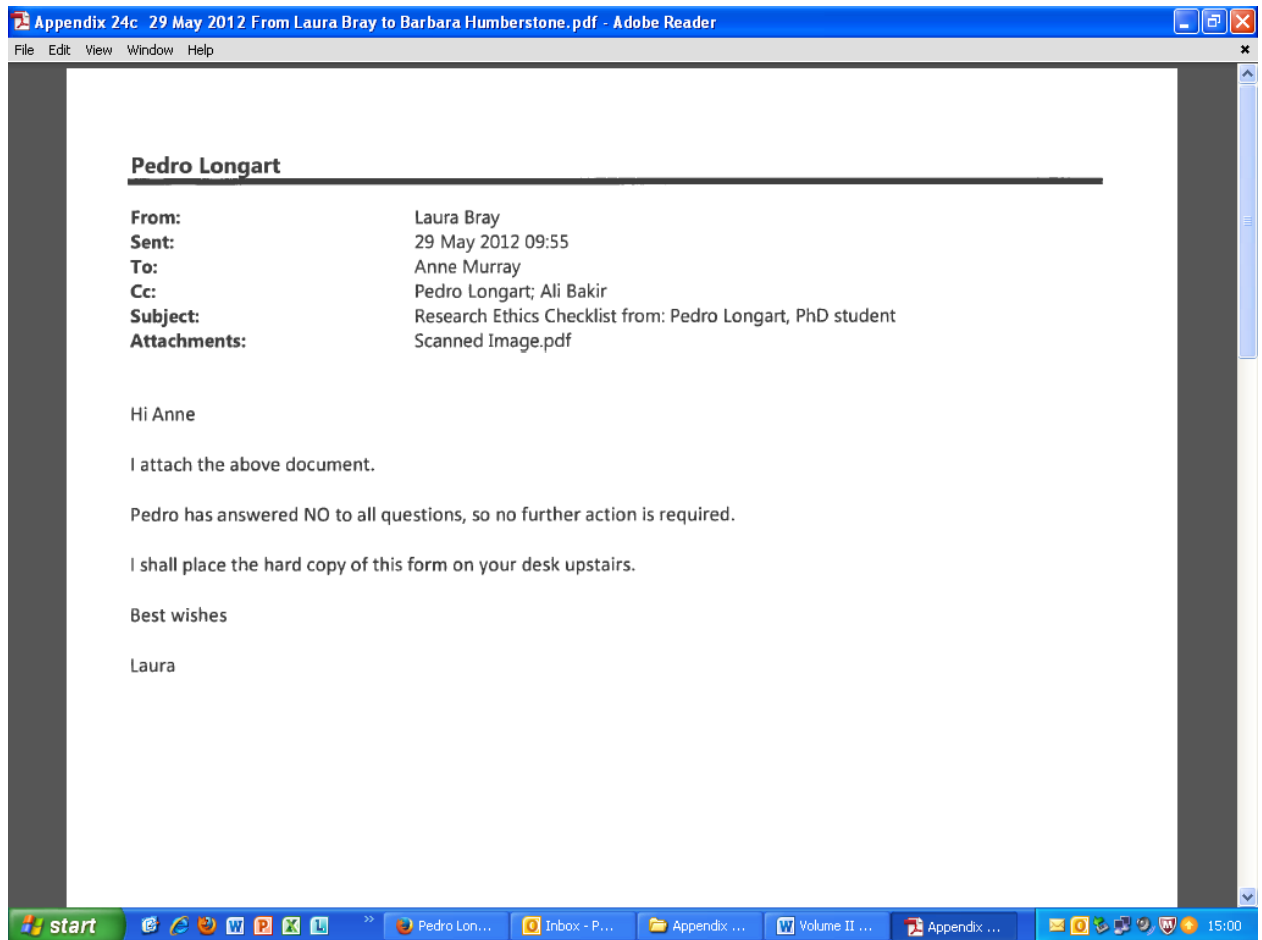 Appendix 24c 29 May 2012 From Laura Bray to Barbara Humberstone.pdf - Adobe Reader
File Edit View Window Help
Pedro Longart
From: Laura Bray
Sent: 29 May 2012 09:55
To: Anne Murray
Cc: Pedro Longart; Ali Bakir
Subject: Research Ethics Checklist from: Pedro Longart, PhD student
Attachments: Scanned Image.pdf
Hi Anne
I attach the above document.
Pedro has answered NO to all questions, so no further action is required.
I shall place the hard copy of this form on your desk upstairs.
Best wishes
Laura
start Pedro Lon... Inbox - P... Appendix ... Volume II ... Appendix ... 15:00